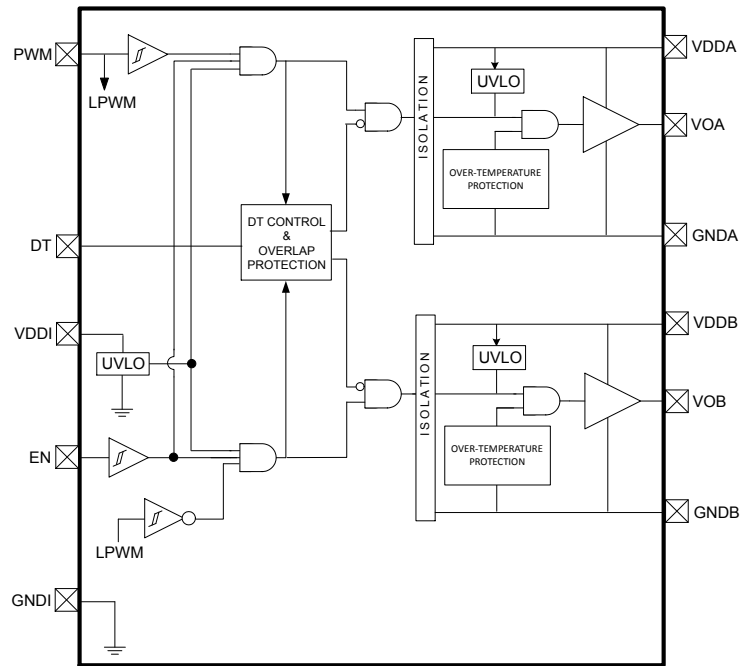 PWM
LPWM
DT
VDDI
UVLO
EN
LPWM
GNDI
DT CONTROL
&
OVERLAP
PROTECTION
ISOLATION
UVLO
OVER-TEMPERATURE
PROTECTION
VDDA
VOA
GNDA
ISOLATION
UVLO
OVER-TEMPERATURE
PROTECTION
VDDB
VOB
GNDB